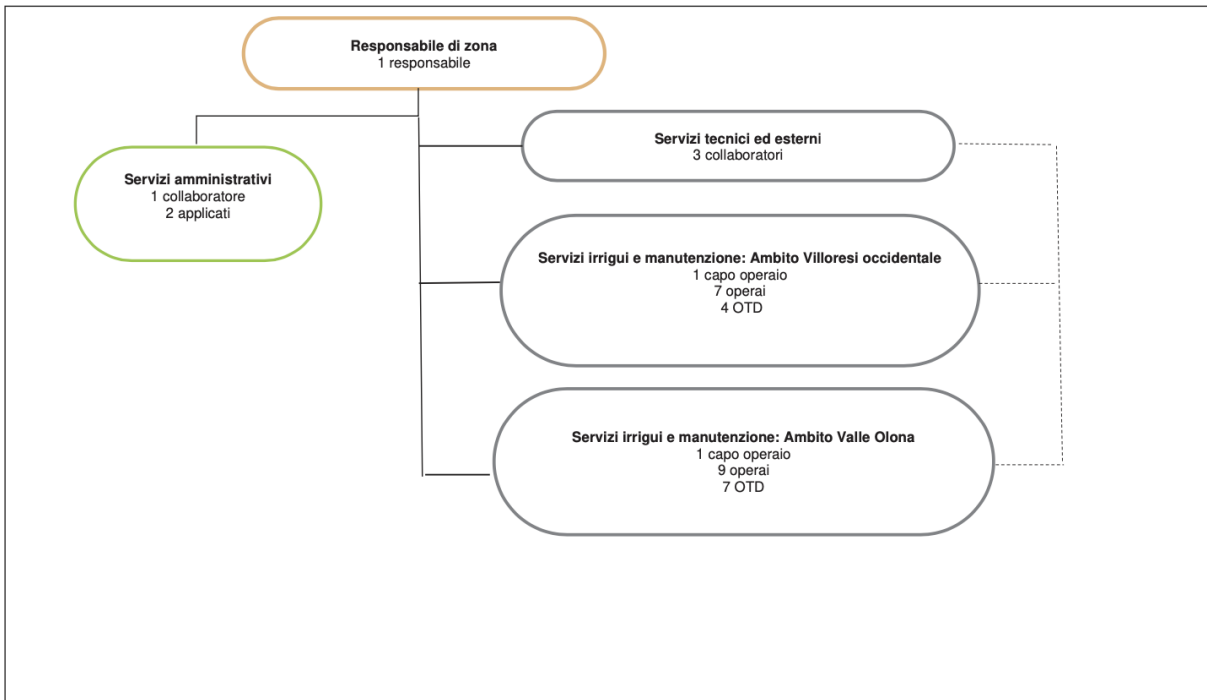 Responsabile di zona
1 responsabile
Servizi tecnici ed esterni
3 collaboratori
Servizi amministrativi
1 collaboratore
2 applicati
Servizi irrigui e manutenzione: Ambito Villoresi occidentale
1 capo operaio
7 operai
4 OTD
Servizi irrigui e manutenzione: Ambito Valle Olona
1 capo operaio
9 operai
7 OTD